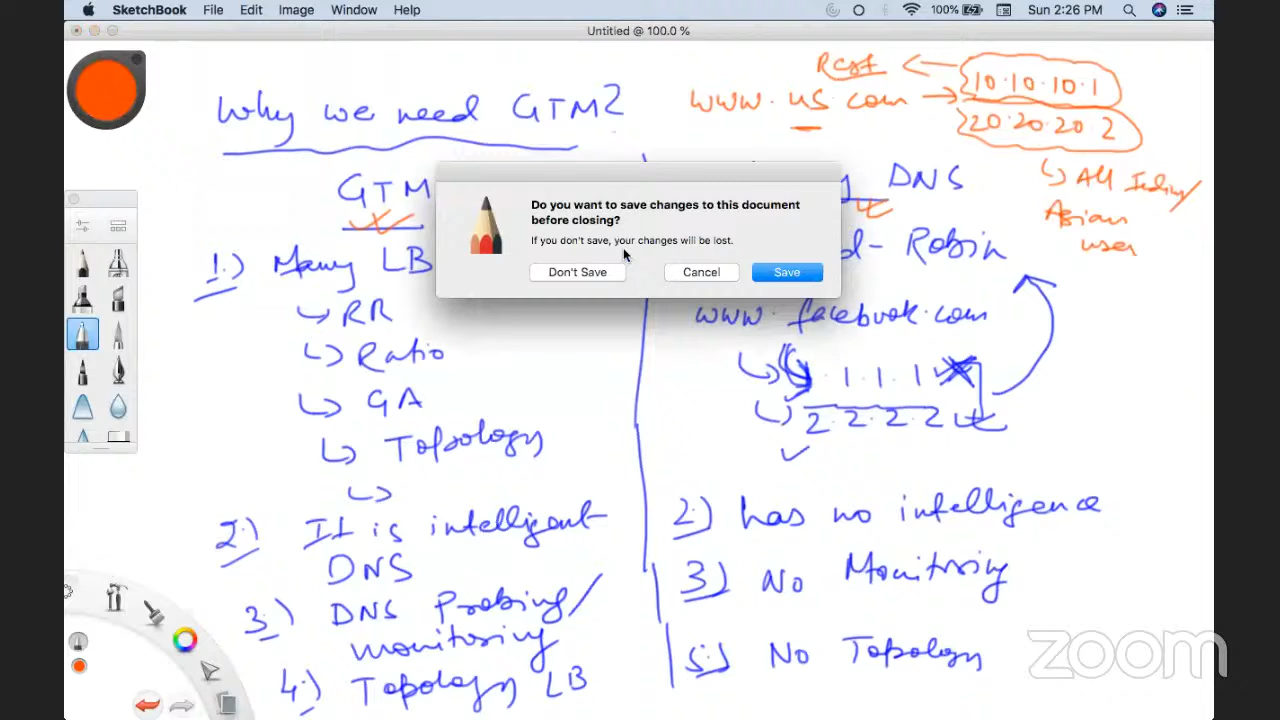 SketchBook File Edit Image Window Help 100% Sun 2:26 PM
Untitled @ 100.0 %
Why we need GTM?
www.us.com → 10.10.10.1
20.20.20.2
↳ All Indian/
Asian
user
GTM
1.) Many LB
↳ RR
↳ Ratio
↳ GA
↳ Topology
↳
2.) It is intelligent
DNS
3.) DNS Probing/
monitoring
4.) Topology LB
DNS
d-Robin
www.facebook.com
1.1.1
↳ 2.2.2.2
2.) has no intelligence
3.) No Monitoring
5.) No Topology
Do you want to save changes to this document
before closing?
If you don't save, your changes will be lost.
Don't Save Cancel Save
zoom